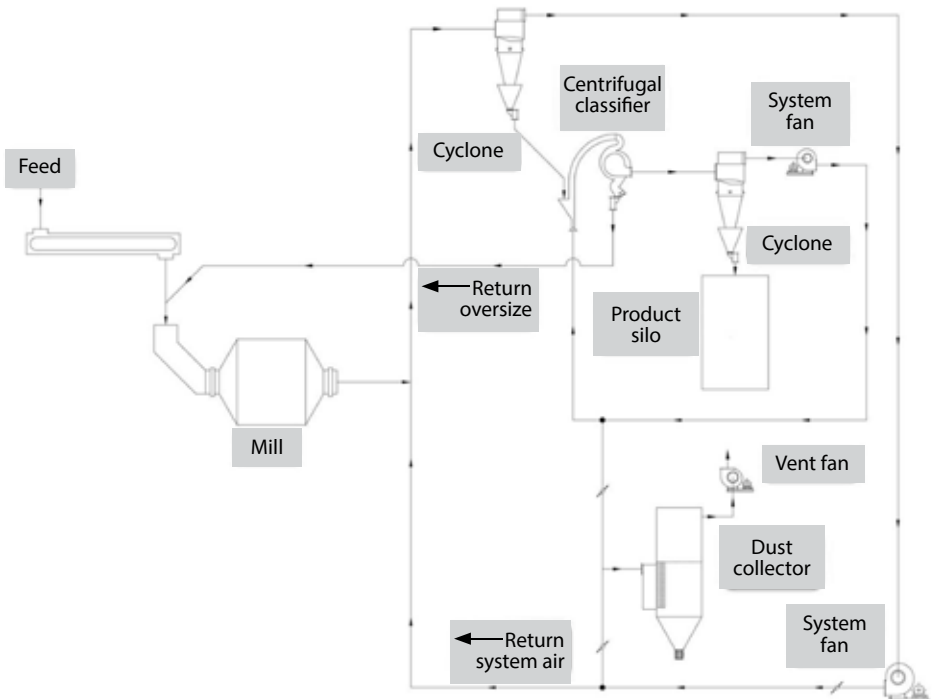 Centrifugal
classifier
System
fan
Cyclone
Feed
Cyclone
Return
oversize
Product
silo
Mill
Vent fan
Dust
collector
Return
system air
System
fan